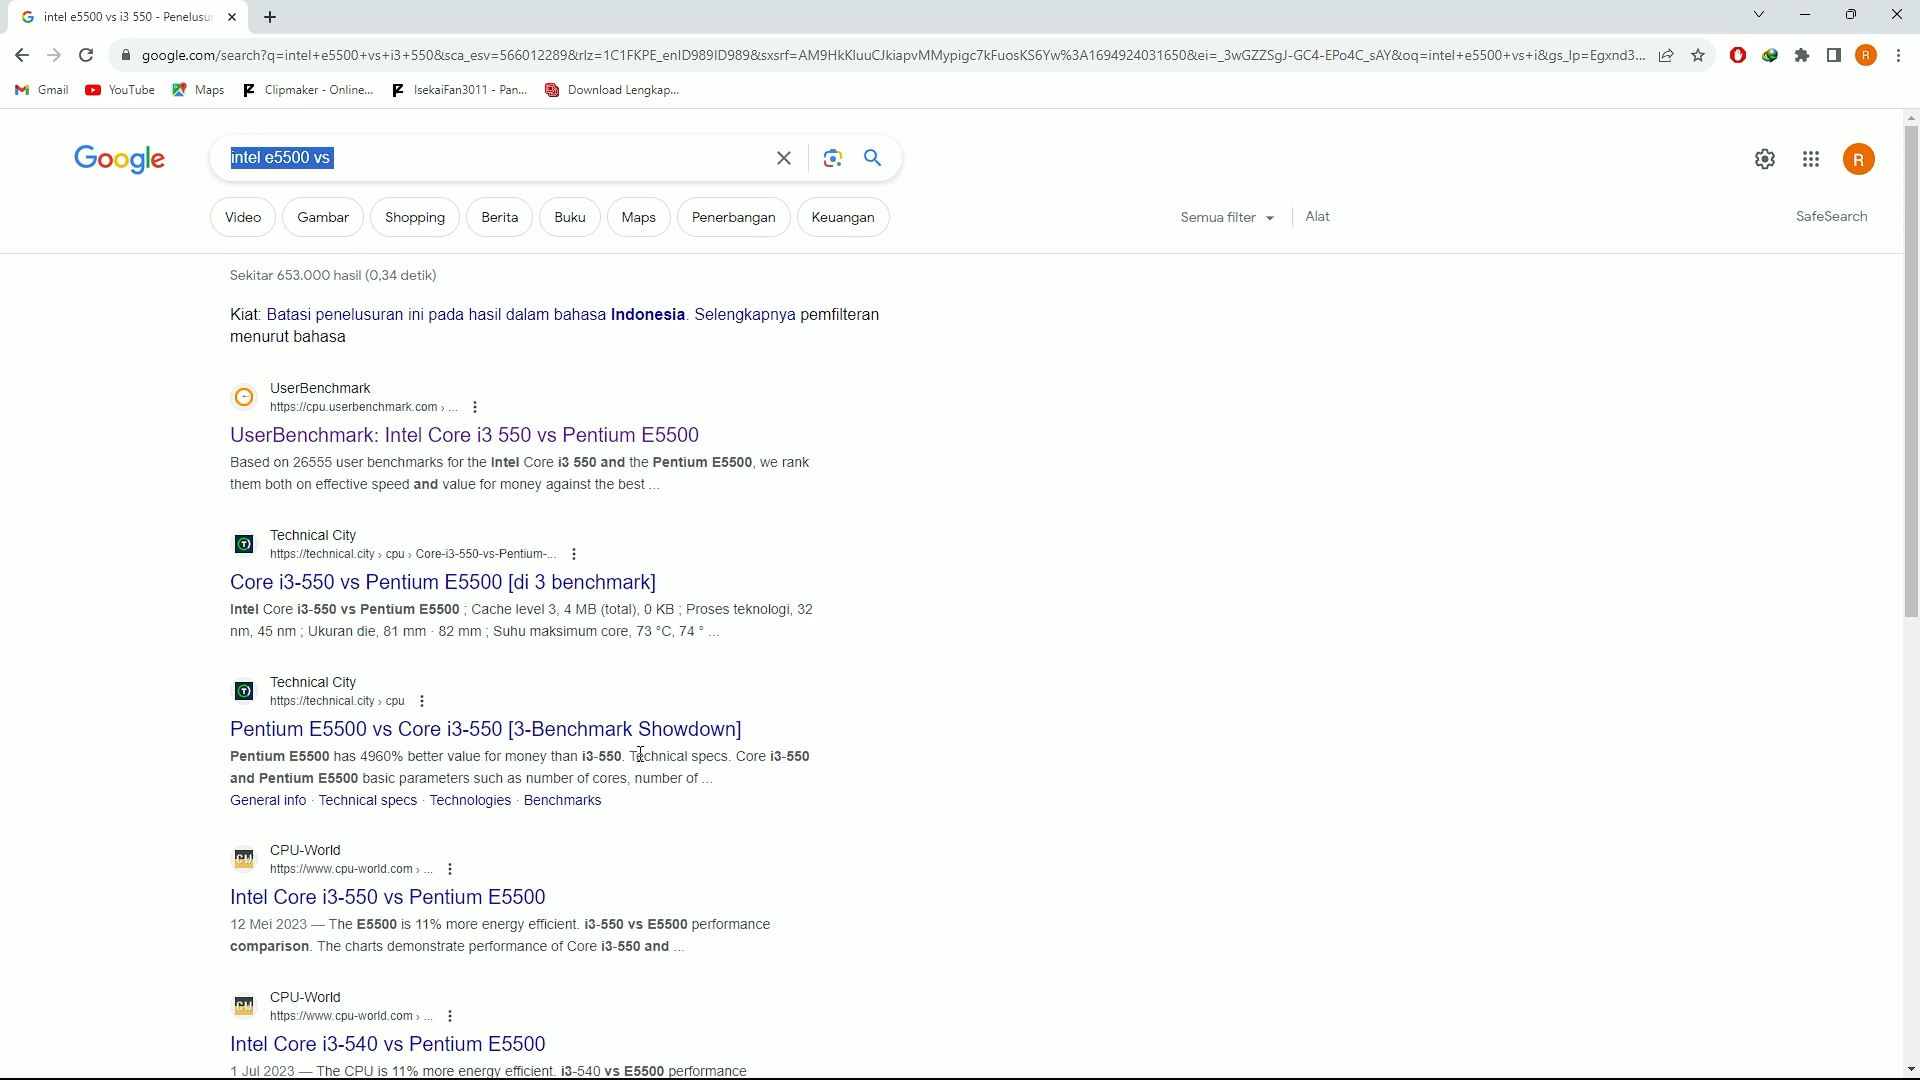 intel e5500 vs i3 550 - Penelusur
google.com/search?q=intel+e5500+vs+i3+550&sca_esv=566012289&rlz=1C1FKPE_enID989ID989&sxsrf=AM9HkKluuCJkiapvMMypigc7kFuosKS6Yw%3A1694924031650&ei=_3wGZZSgJ-GC4-EPo4C_sAY&oq=intel+e5500+vs+i&gs_lp=Egxnd3... R
Gmail YouTube Maps Clipmaker - Online... IsekaiFan3011 - Pan... Download Lengkap...
Google intel e5500 vs R
Video Gambar Shopping Berita Buku Maps Penerbangan Keuangan Semua filter Alat SafeSearch
Sekitar 653.000 hasil (0,34 detik)
Kiat: Batasi penelusuran ini pada hasil dalam bahasa Indonesia. Selengkapnya pemfilteran
menurut bahasa
UserBenchmark
https://cpu.userbenchmark.com › ...
UserBenchmark: Intel Core i3 550 vs Pentium E5500
Based on 26555 user benchmarks for the Intel Core i3 550 and the Pentium E5500, we rank
them both on effective speed and value for money against the best ...
Technical City
https://technical.city › cpu › Core-i3-550-vs-Pentium-...
Core i3-550 vs Pentium E5500 [di 3 benchmark]
Intel Core i3-550 vs Pentium E5500 ; Cache level 3, 4 MB (total), 0 KB ; Proses teknologi, 32
nm, 45 nm ; Ukuran die, 81 mm · 82 mm ; Suhu maksimum core, 73 °C, 74 ° ...
Technical City
https://technical.city › cpu
Pentium E5500 vs Core i3-550 [3-Benchmark Showdown]
Pentium E5500 has 4960% better value for money than i3-550. Technical specs. Core i3-550
and Pentium E5500 basic parameters such as number of cores, number of ...
General info · Technical specs · Technologies · Benchmarks
CPU-World
https://www.cpu-world.com › ...
Intel Core i3-550 vs Pentium E5500
12 Mei 2023 — The E5500 is 11% more energy efficient. i3-550 vs E5500 performance
comparison. The charts demonstrate performance of Core i3-550 and ...
CPU-World
https://www.cpu-world.com › ...
Intel Core i3-540 vs Pentium E5500
1 Jul 2023 — The CPU is 11% more energy efficient. i3-540 vs E5500 performance